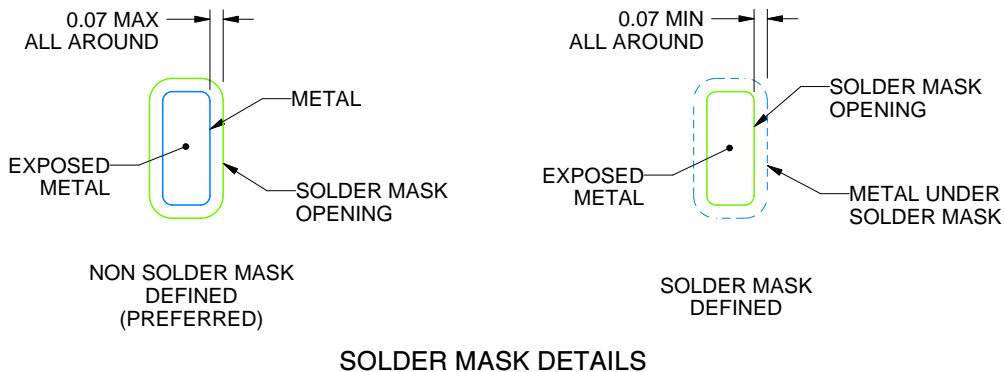 0.07 MAX
ALL AROUND
METAL
EXPOSED
METAL
SOLDER MASK
OPENING
NON SOLDER MASK
DEFINED
(PREFERRED)
0.07 MIN
ALL AROUND
SOLDER MASK
OPENING
EXPOSED
METAL
METAL UNDER
SOLDER MASK
SOLDER MASK
DEFINED
SOLDER MASK DETAILS